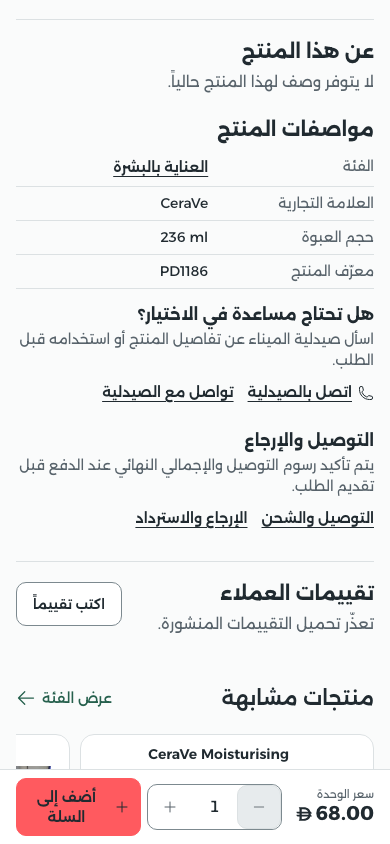 عن هذا المنتج
لا يتوفر وصف لهذا المنتج حالياً.
مواصفات المنتج
الفئة العناية بالبشرة
العلامة التجارية CeraVe
حجم العبوة 236 ml
معرّف المنتج PD1186
هل تحتاج مساعدة في الاختيار؟
اسأل صيدلية الميناء عن تفاصيل المنتج أو استخدامه قبل
الطلب.
اتصل بالصيدلية تواصل مع الصيدلية
التوصيل والإرجاع
يتم تأكيد رسوم التوصيل والإجمالي النهائي عند الدفع قبل
تقديم الطلب.
التوصيل والشحن الإرجاع والاسترداد
تقييمات العملاء
اكتب تقييماً
تعذّر تحميل التقييمات المنشورة.
منتجات مشابهة
عرض الفئة
CeraVe Moisturising
سعر الوحدة
68.00
1
أضف إلى
السلة